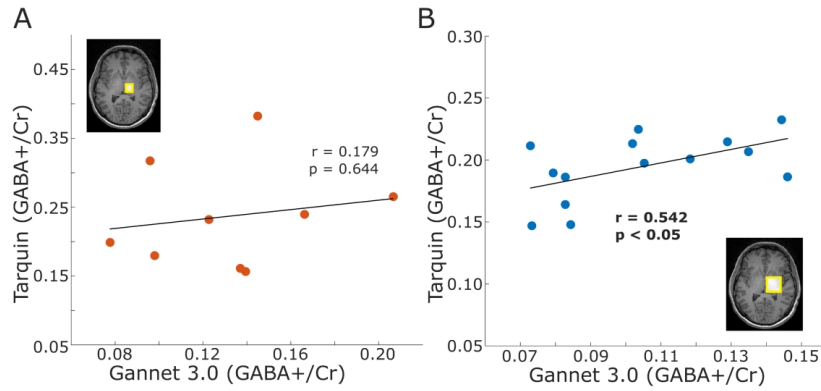 A
Tarquin (GABA+/Cr)
0.45
0.35
0.25
0.15
0.05
r = 0.179
p = 0.644
0.08
0.12
0.16
0.20
Gannet 3.0 (GABA+/Cr)
B
Tarquin (GABA+/Cr)
0.30
0.25
0.20
0.15
0.10
0.05
r = 0.542
p < 0.05
0.07
0.09
0.11
0.13
0.15
Gannet 3.0 (GABA+/Cr)